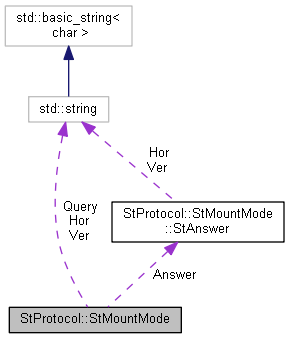 std::basic_string<
char >
std::string
Hor
Ver
Query
Hor
Ver
StProtocol::StMountMode
::StAnswer
Answer
StProtocol::StMountMode